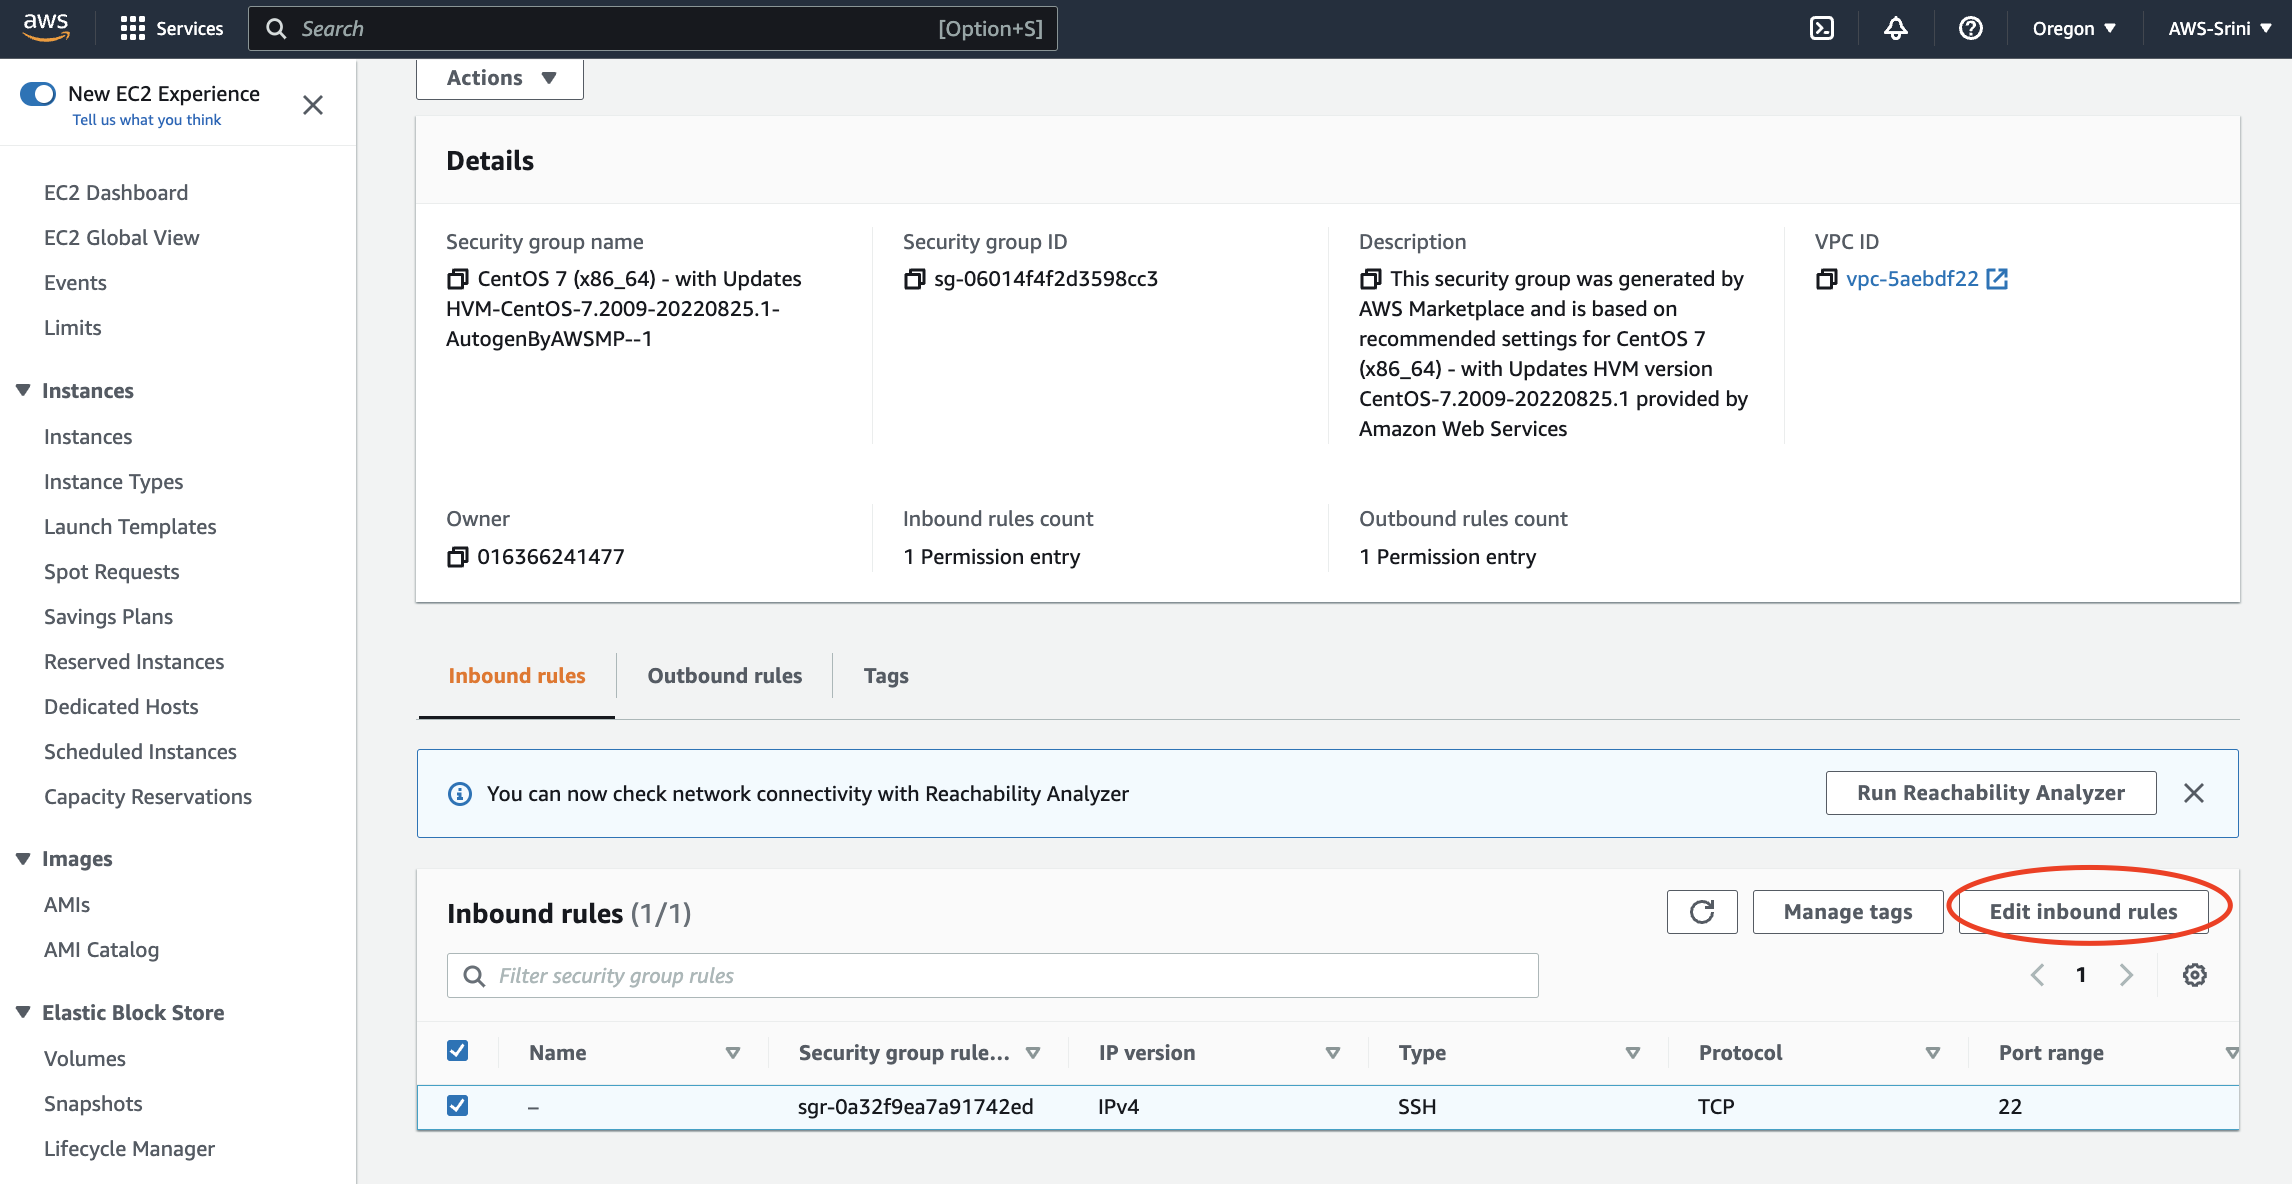 aws
Services
Search
[Option+S]
Oregon
AWS-Srini
New EC2 Experience
Tell us what you think
EC2 Dashboard
EC2 Global View
Events
Limits
Instances
Instances
Instance Types
Launch Templates
Spot Requests
Savings Plans
Reserved Instances
Dedicated Hosts
Scheduled Instances
Capacity Reservations
Images
AMIs
AMI Catalog
Elastic Block Store
Volumes
Snapshots
Lifecycle Manager
Actions
Details
Security group name
CentOS 7 (x86_64) - with Updates
HVM-CentOS-7.2009-20220825.1-
AutogenByAWSMP--1
Security group ID
sg-06014f4f2d3598cc3
Description
This security group was generated by
AWS Marketplace and is based on
recommended settings for CentOS 7
(x86_64) - with Updates HVM version
CentOS-7.2009-20220825.1 provided by
Amazon Web Services
VPC ID
vpc-5aebdf22
Owner
016366241477
Inbound rules count
1 Permission entry
Outbound rules count
1 Permission entry
Inbound rules
Outbound rules
Tags
You can now check network connectivity with Reachability Analyzer
Run Reachability Analyzer
Inbound rules (1/1)
Manage tags
Edit inbound rules
Filter security group rules
1
Name
Security group rule...
IP version
Type
Protocol
Port range
–
sgr-0a32f9ea7a91742ed
IPv4
SSH
TCP
22